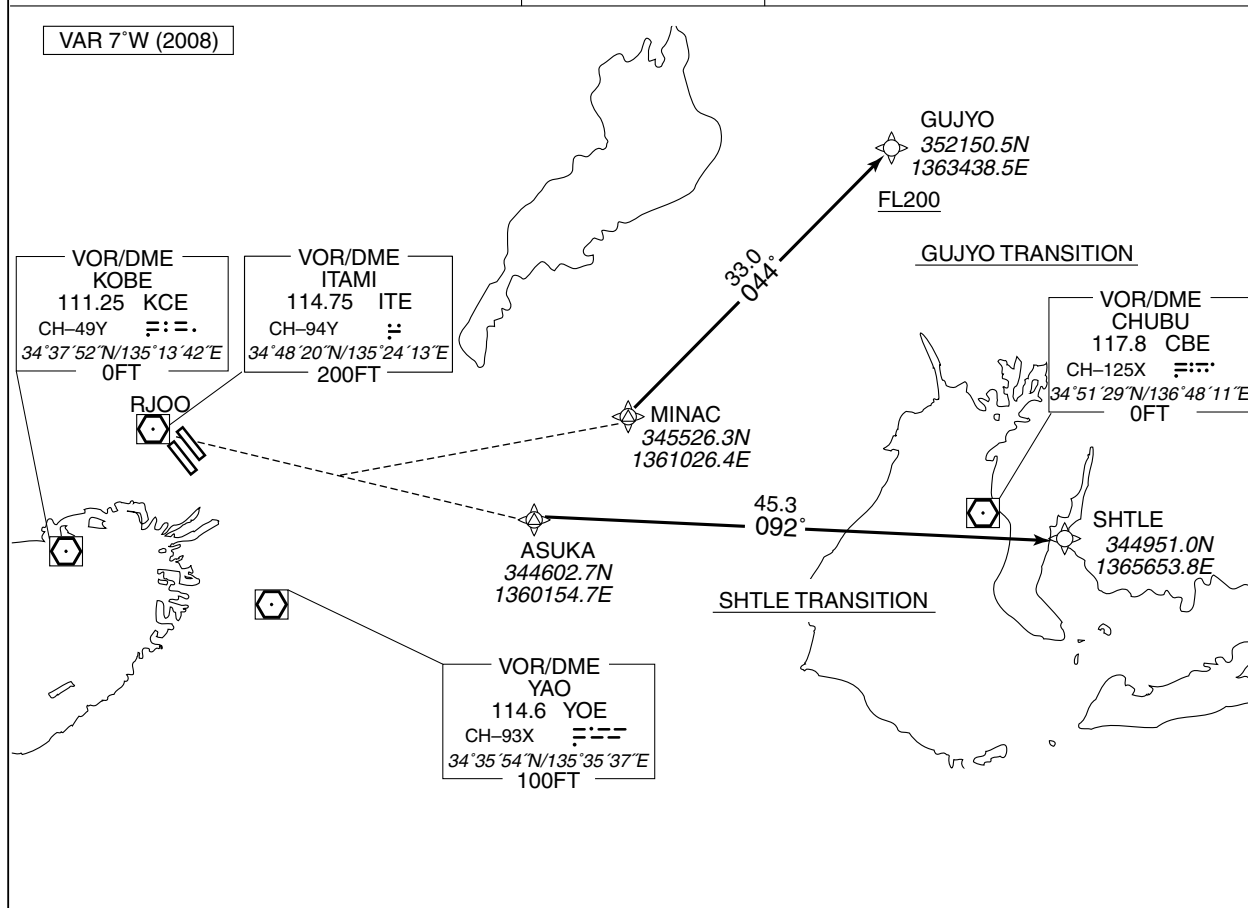 VAR 7˚W (2008)
GUJYO
352150.5N
1363438.5E
FL200
33.0
044˚
GUJYO TRANSITION
VOR/DME
KOBE
111.25 KCE
CH–49Y
34˚37´52˝N/135˚13´42˝E
0FT
VOR/DME
ITAMI
114.75 ITE
CH–94Y
34˚48´20˝N/135˚24´13˝E
200FT
VOR/DME
CHUBU
117.8 CBE
CH–125X
34˚51´29˝N/136˚48´11˝E
0FT
RJOO
MINAC
345526.3N
1361026.4E
45.3
092˚
ASUKA
344602.7N
1360154.7E
SHTLE
344951.0N
1365653.8E
SHTLE TRANSITION
VOR/DME
YAO
114.6 YOE
CH–93X
34˚35´54˝N/135˚35´37˝E
100FT